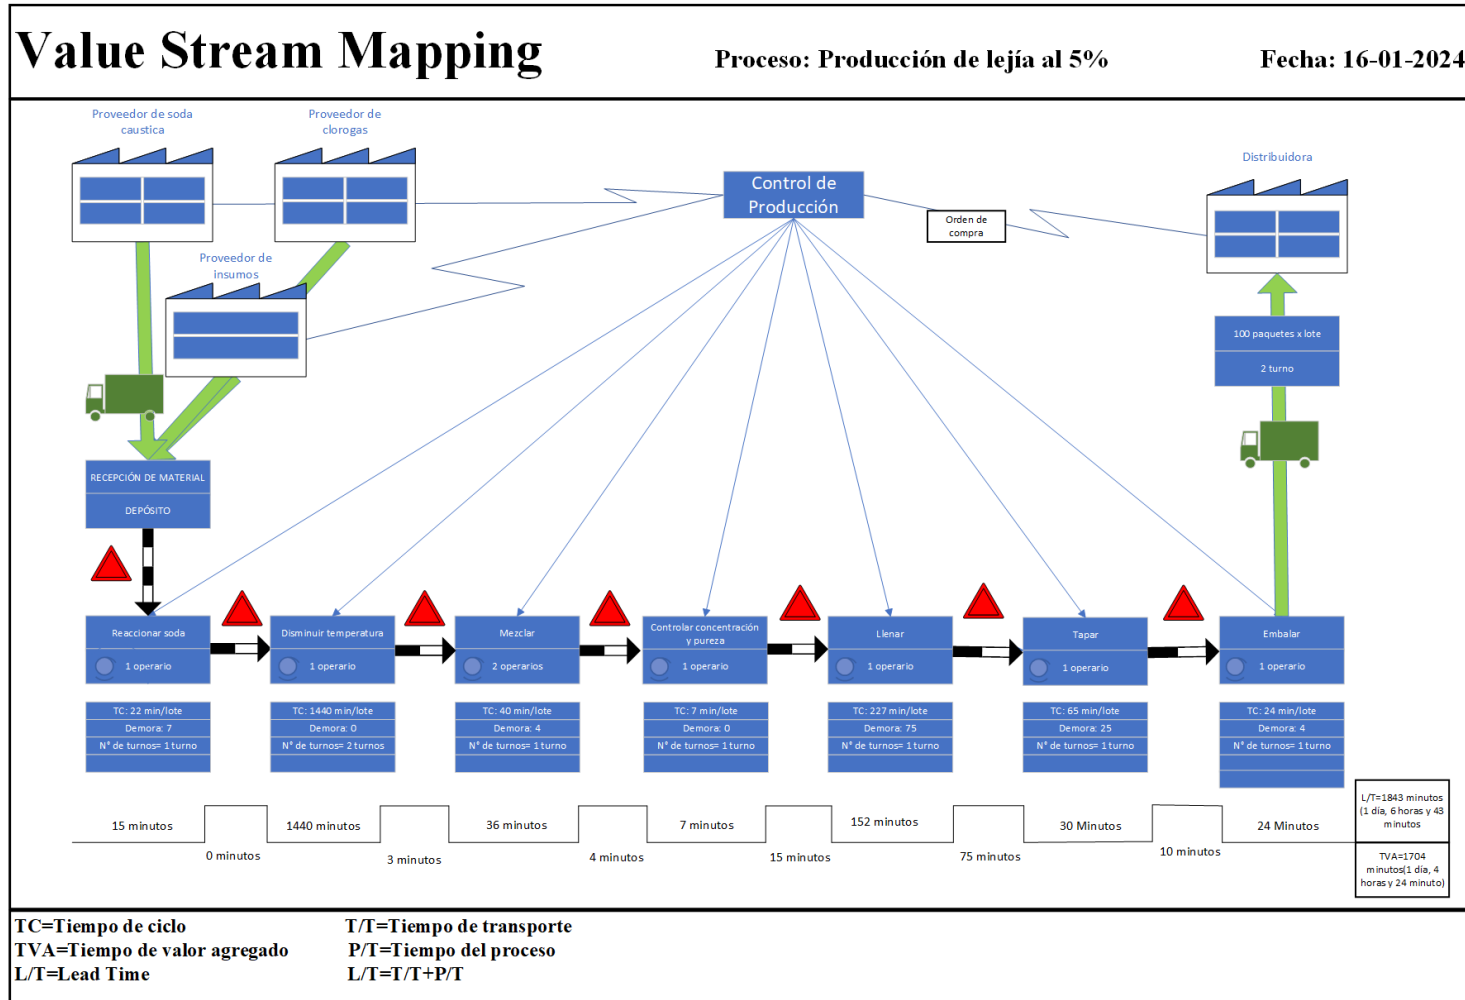 Value Stream Mapping
Proceso: Producción de lejía al 5%
Fecha: 16-01-2024
Proveedor de soda
caustica
Proveedor de
clorogas
Proveedor de
insumos
Control de
Producción
Orden de
compra
Distribuidora
100 paquetes x lote
2 turno
RECEPCIÓN DE MATERIAL
DEPÓSITO
Reaccionar soda
1 operario
Disminuir temperatura
1 operario
Mezclar
2 operarios
Controlar concentración
y pureza
1 operario
Llenar
1 operario
Tapar
1 operario
Embalar
1 operario
TC: 22 min/lote
Demora: 7
N° de turnos= 1 turno
TC: 1440 min/lote
Demora: 0
N° de turnos= 2 turnos
TC: 40 min/lote
Demora: 4
N° de turnos= 1 turno
TC: 7 min/lote
Demora: 0
N° de turnos= 1 turno
TC: 227 min/lote
Demora: 75
N° de turnos= 1 turno
TC: 65 min/lote
Demora: 25
N° de turnos= 1 turno
TC: 24 min/lote
Demora: 4
N° de turnos= 1 turno
15 minutos
0 minutos
1440 minutos
3 minutos
36 minutos
4 minutos
7 minutos
15 minutos
152 minutos
75 minutos
30 Minutos
10 minutos
24 Minutos
L/T=1843 minutos
(1 día, 6 horas y 43
minutos
TVA=1704
minutos(1 día, 4
horas y 24 minuto)
TC=Tiempo de ciclo
T/T=Tiempo de transporte
TVA=Tiempo de valor agregado
P/T=Tiempo del proceso
L/T=Lead Time
L/T=T/T+P/T